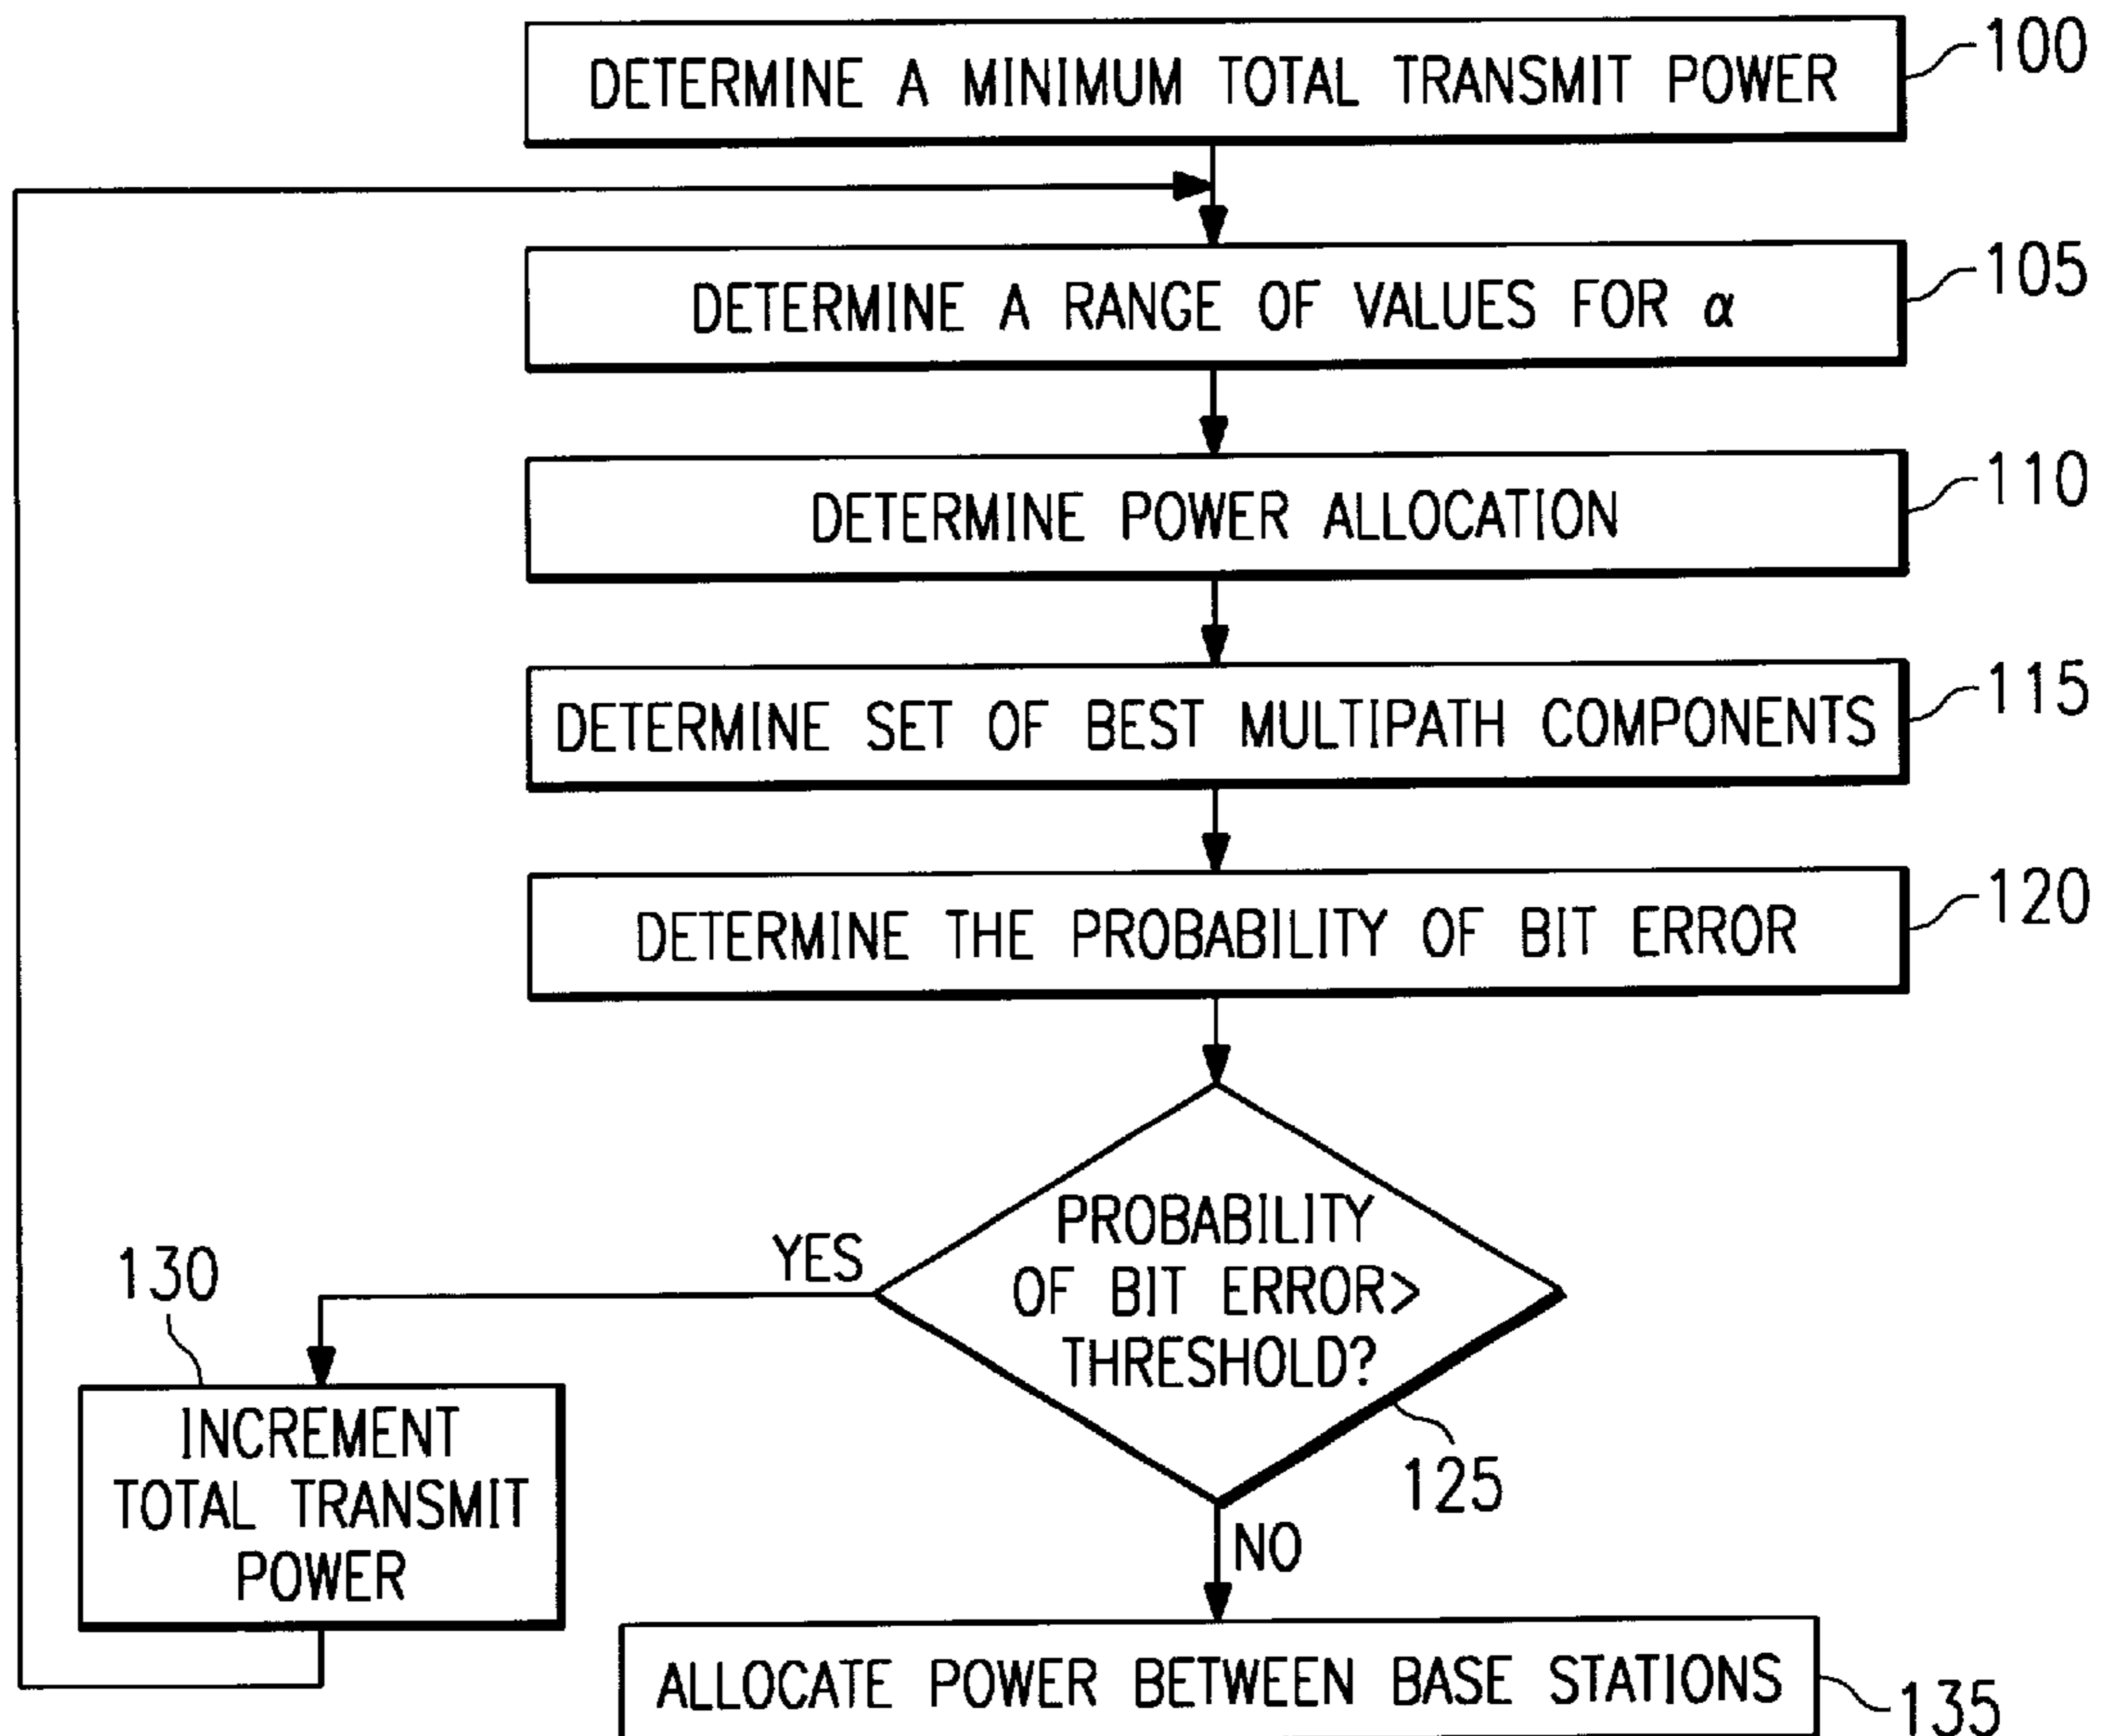 DETERMINE A MINIMUM TOTAL TRANSMIT POWER
100
DETERMINE A RANGE OF VALUES FOR α
105
DETERMINE POWER ALLOCATION
110
DETERMINE SET OF BEST MULTIPATH COMPONENTS
115
DETERMINE THE PROBABILITY OF BIT ERROR
120
PROBABILITY
OF BIT ERROR>
THRESHOLD?
125
YES
130
INCREMENT
TOTAL TRANSMIT
POWER
NO
ALLOCATE POWER BETWEEN BASE STATIONS
135